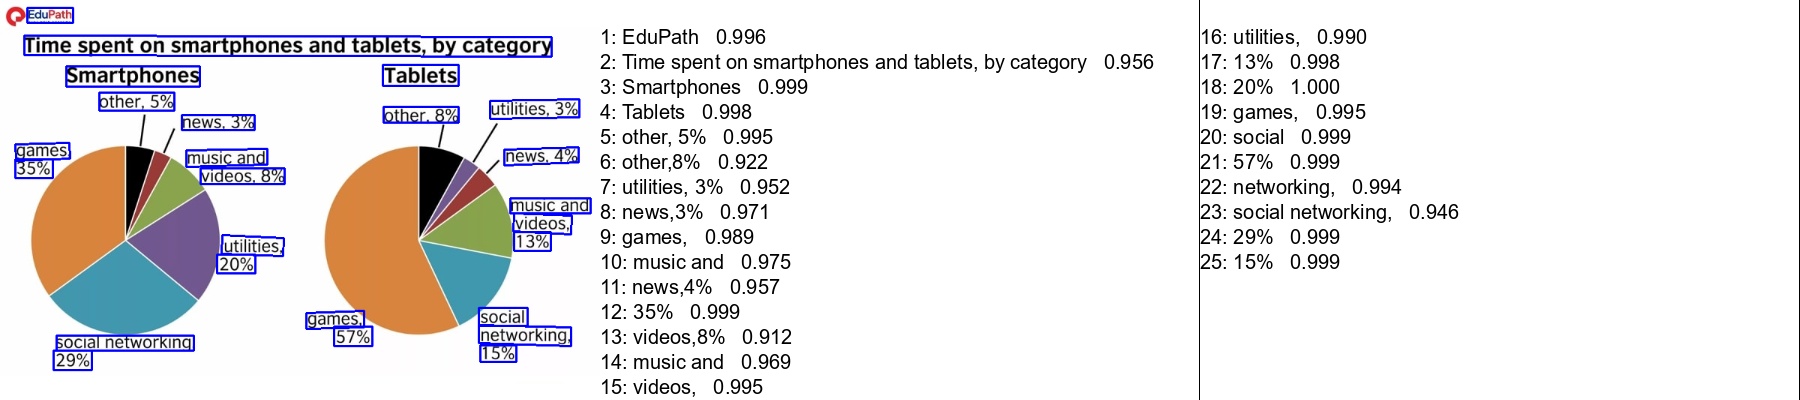 EduPath
Time spent on smartphones and tablets, by category
Smartphones
other, 5%
news, 3%
games,
35%
music and
videos, 8%
utilities,
20%
social networking
29%
Tablets
other, 8%
utilities, 3%
news, 4%
music and
videos,
13%
games,
57%
social
networking,
15%
1: EduPath 0.996
2: Time spent on smartphones and tablets, by category 0.956
3: Smartphones 0.999
4: Tablets 0.998
5: other, 5% 0.995
6: other,8% 0.922
7: utilities, 3% 0.952
8: news,3% 0.971
9: games, 0.989
10: music and 0.975
11: news,4% 0.957
12: 35% 0.999
13: videos,8% 0.912
14: music and 0.969
15: videos, 0.995
16: utilities, 0.990
17: 13% 0.998
18: 20% 1.000
19: games, 0.995
20: social 0.999
21: 57% 0.999
22: networking, 0.994
23: social networking, 0.946
24: 29% 0.999
25: 15% 0.999